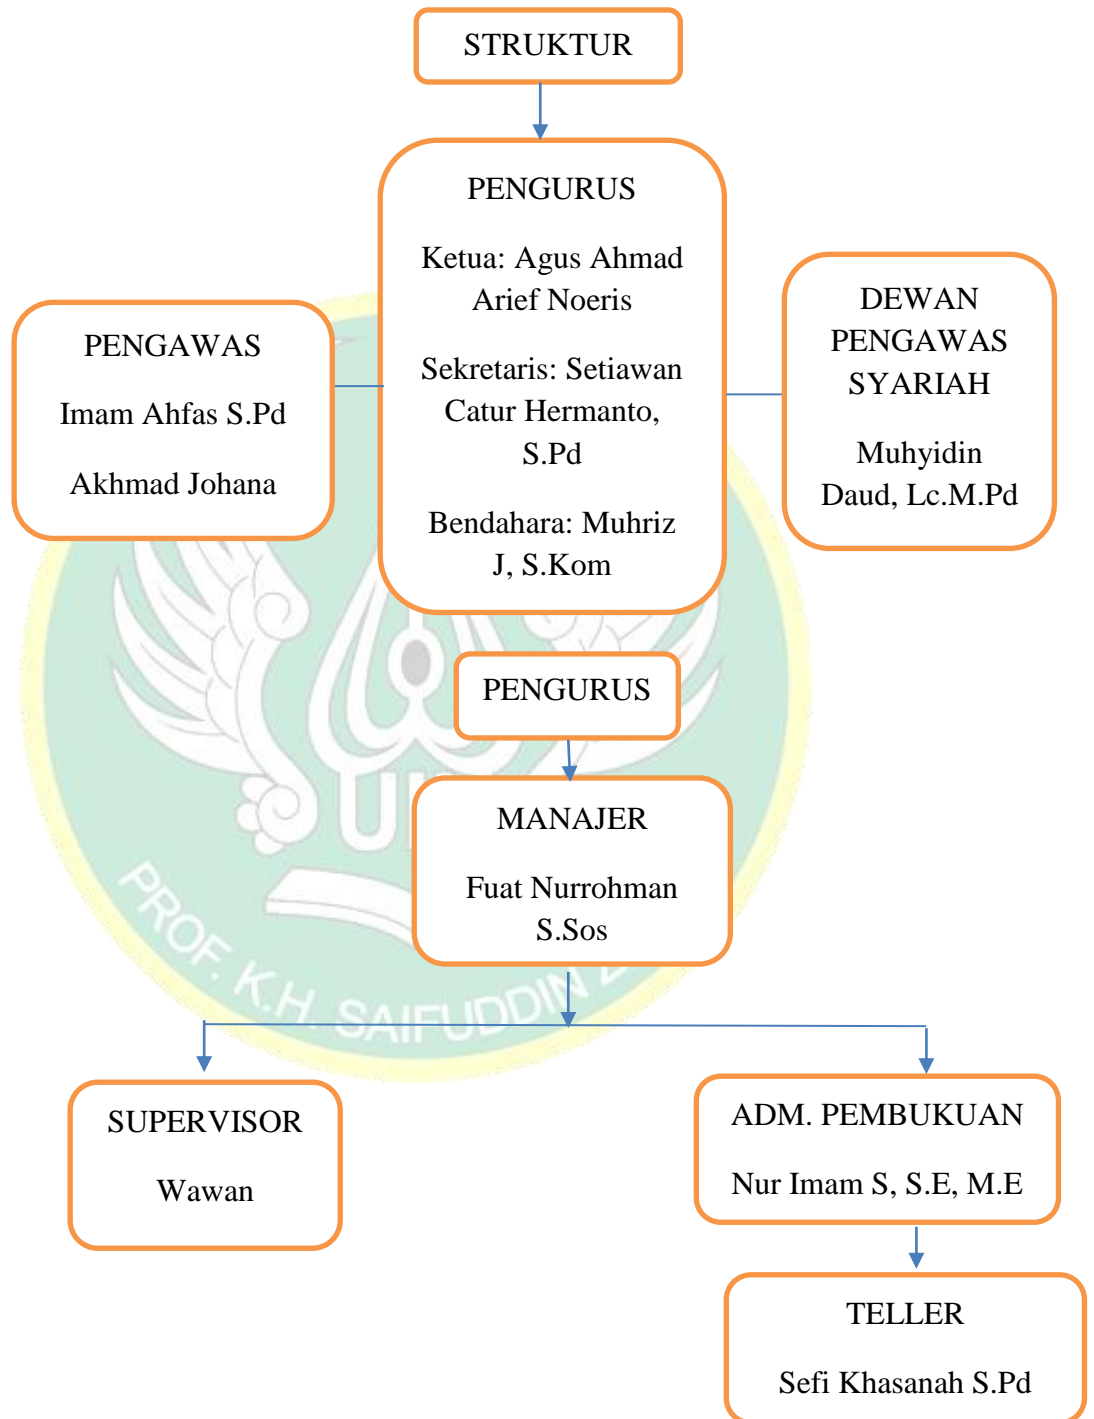 STRUKTUR
PENGURUS
Ketua: Agus Ahmad
Arief Noeris
Sekretaris: Setiawan
Catur Hermanto,
S.Pd
Bendahara: Muhriz
J, S.Kom
PENGAWAS
Imam Ahfas S.Pd
Akhmad Johana
DEWAN
PENGAWAS
SYARIAH
Muhyidin
Daud, Lc.M.Pd
PENGURUS
MANAJER
Fuat Nurrohman
S.Sos
SUPERVISOR
Wawan
ADM. PEMBUKUAN
Nur Imam S, S.E, M.E
TELLER
Sefi Khasanah S.Pd
PROF. K.H. SAIFUDDIN